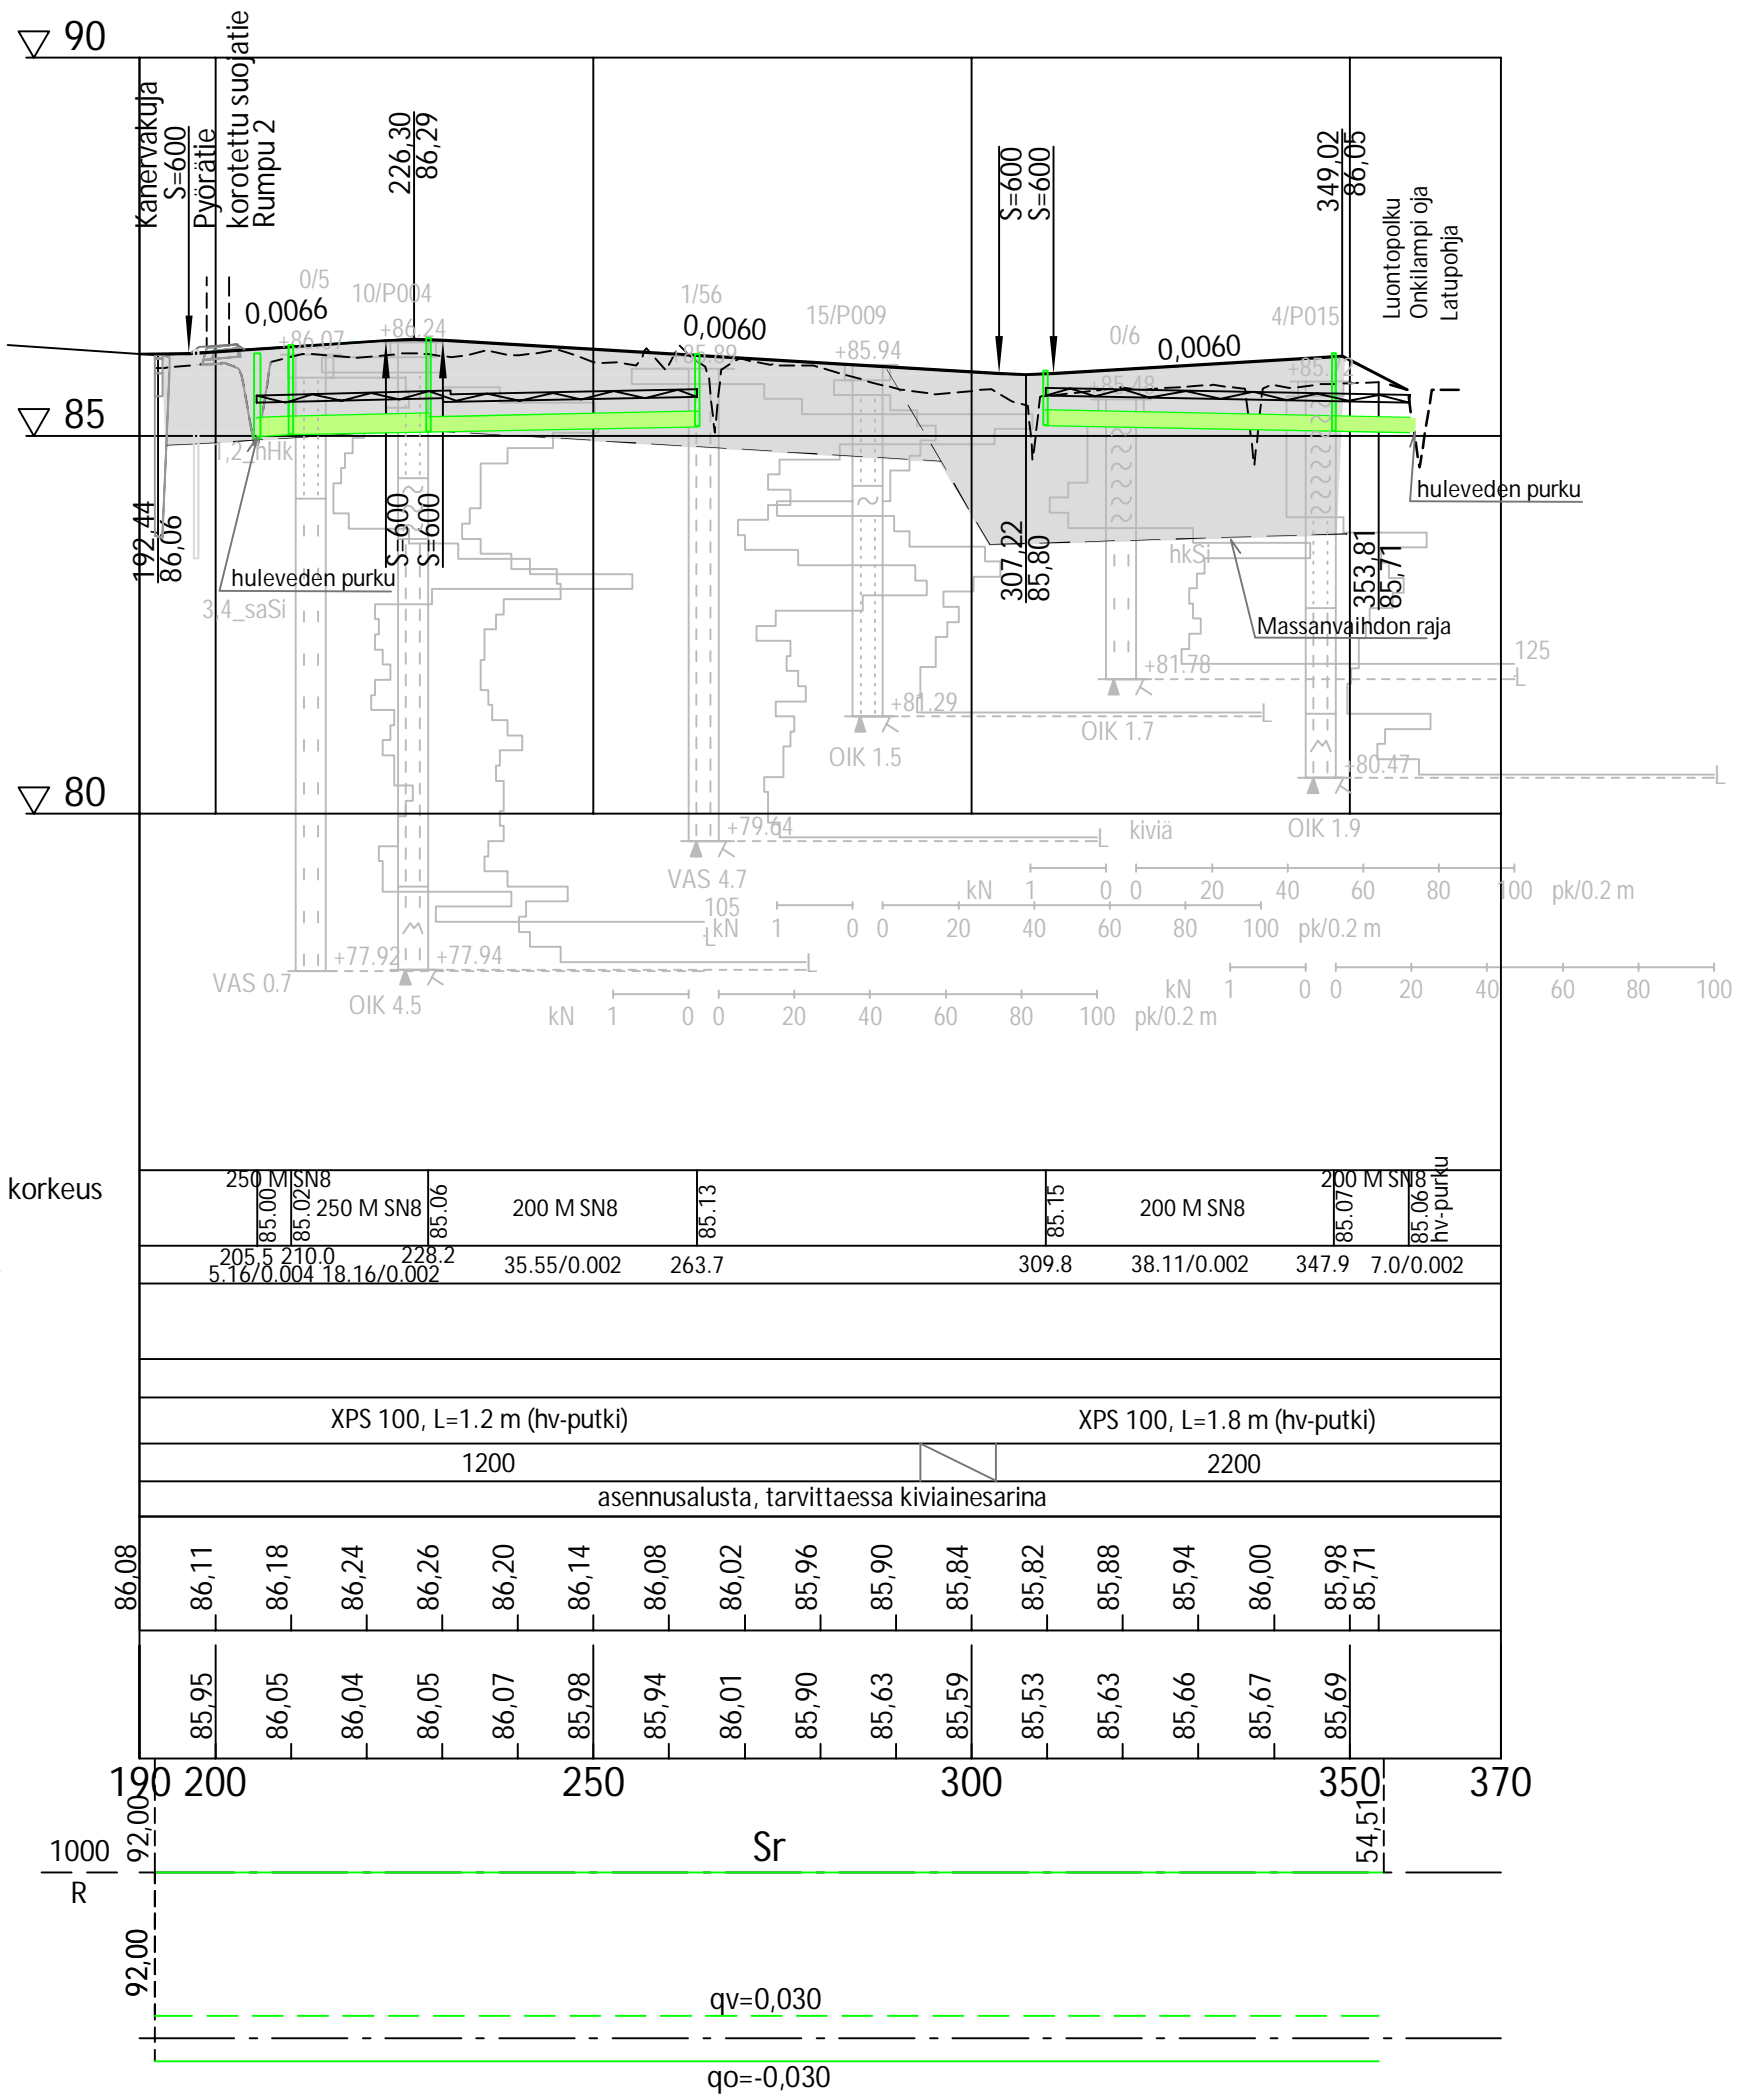 90
Kanervakuja
S=600
Pyörätie
korotettu suojatie
Rumpu 2
226,30
86,29
S=600
S=600
349,02
86,05
Luontopolku
Onkilampi oja
Latupohja
0/5
10/P004
1/56
15/P009
0/6
4/P015
0,0066
0,0060
0,0060
+86.07
+86.24
+85.89
+85.94
+85.48
85
1,2_hHk
192,44
86,06
huleveden purku
3,4_saSi
S=600
S=600
307,22
85,80
hkSi
353,81
85,71
huleveden purku
Massanvaihdon raja
+81.78
125
L
+81.29
L
OIK 1.7
OIK 1.5
+80.47
L
80
+79.64
L
kiviä
OIK 1.9
VAS 4.7
kN 1 0 0 20 40 60 80 100 pk/0.2 m
105
L
kN 1 0 0 20 40 60 80 100 pk/0.2 m
+77.92
+77.94
L
VAS 0.7
OIK 4.5
kN 1 0 0 20 40 60 80 100
kN 1 0 0 20 40 60 80 100 pk/0.2 m
korkeus
250 M SN8
85.00
85.02
250 M SN8
85.06
200 M SN8
85.13
85.15
200 M SN8
200 M SN8
85.07
85.06
hv-purku
205,5 210.0 228.2 35.55/0.002 263.7 309.8 38.11/0.002 347.9 7.0/0.002
5.16/0.004 18.16/0.002
XPS 100, L=1.2 m (hv-putki) XPS 100, L=1.8 m (hv-putki)
1200 2200
asennusalusta, tarvittaessa kiviainesarina
86,08 86,11 86,18 86,24 86,26 86,20 86,14 86,08 86,02 85,96 85,90 85,84 85,82 85,88 85,94 86,00 85,98 85,71
85,95 86,05 86,04 86,05 86,07 85,98 85,94 86,01 85,90 85,63 85,59 85,53 85,63 85,66 85,67 85,69
190 200 250 300 350 370
92,00
54,51
1000
R
Sr
92,00
qv=0,030
qo=-0,030